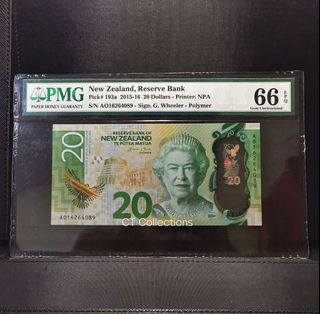 PMG
PAPER MONEY GUARANTY
New Zealand, Reserve Bank
Pick# 193a 2015-16 20 Dollars - Printer: NPA
S/N AO16264089 - Sign. G. Wheeler - Polymer
66 EPQ
Gem Uncirculated
20
RESERVE BANK OF
NEW ZEALAND
TE PŪTEA MATUA
20
20
AO16264089
AO16264089
CT Collections